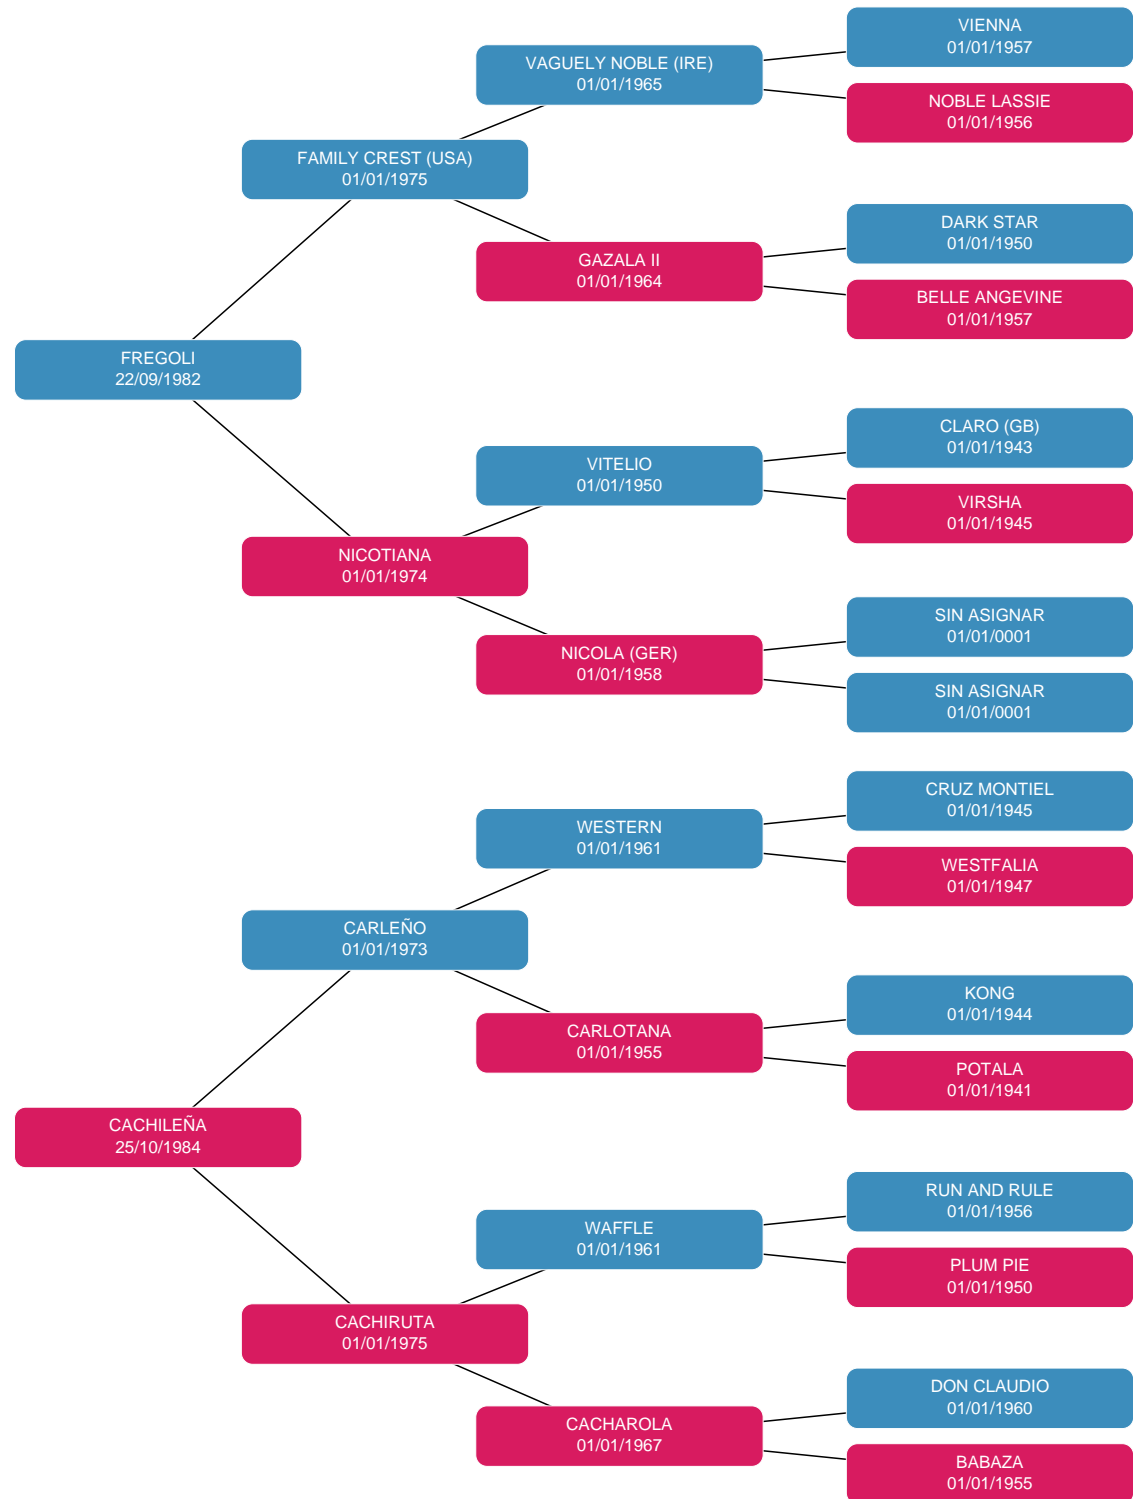 VIENNA
01/01/1957
VAGUELY NOBLE (IRE)
01/01/1965
NOBLE LASSIE
01/01/1956
FAMILY CREST (USA)
01/01/1975
DARK STAR
01/01/1950
GAZALA II
01/01/1964
BELLE ANGEVINE
01/01/1957
FREGOLI
22/09/1982
CLARO (GB)
01/01/1943
VITELIO
01/01/1950
VIRSHA
01/01/1945
NICOTIANA
01/01/1974
SIN ASIGNAR
01/01/0001
NICOLA (GER)
01/01/1958
SIN ASIGNAR
01/01/0001
CRUZ MONTIEL
01/01/1945
WESTERN
01/01/1961
WESTFALIA
01/01/1947
CARLEÑO
01/01/1973
KONG
01/01/1944
CARLOTANA
01/01/1955
POTALA
01/01/1941
CACHILEÑA
25/10/1984
RUN AND RULE
01/01/1956
WAFFLE
01/01/1961
PLUM PIE
01/01/1950
CACHIRUTA
01/01/1975
DON CLAUDIO
01/01/1960
CACHAROLA
01/01/1967
BABAZA
01/01/1955